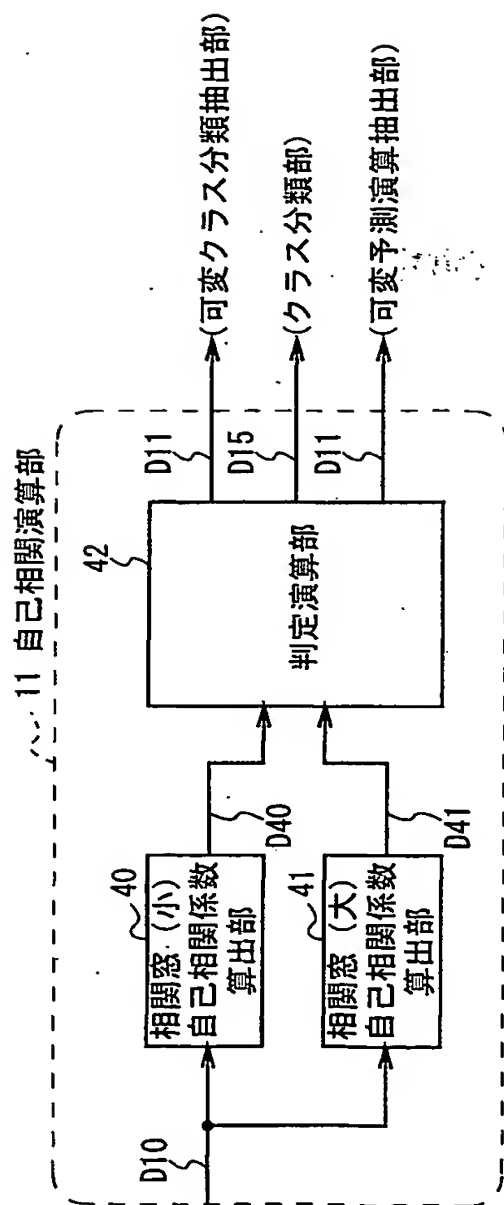 11 自己相関演算部
D10
40
相関窓(小)
自己相関係数
算出部
D40
41
相関窓(大)
自己相関係数
算出部
D41
42
判定演算部
D11
(可変クラス分類抽出部)
D15
(クラス分類部)
D11
(可変予測演算抽出部)